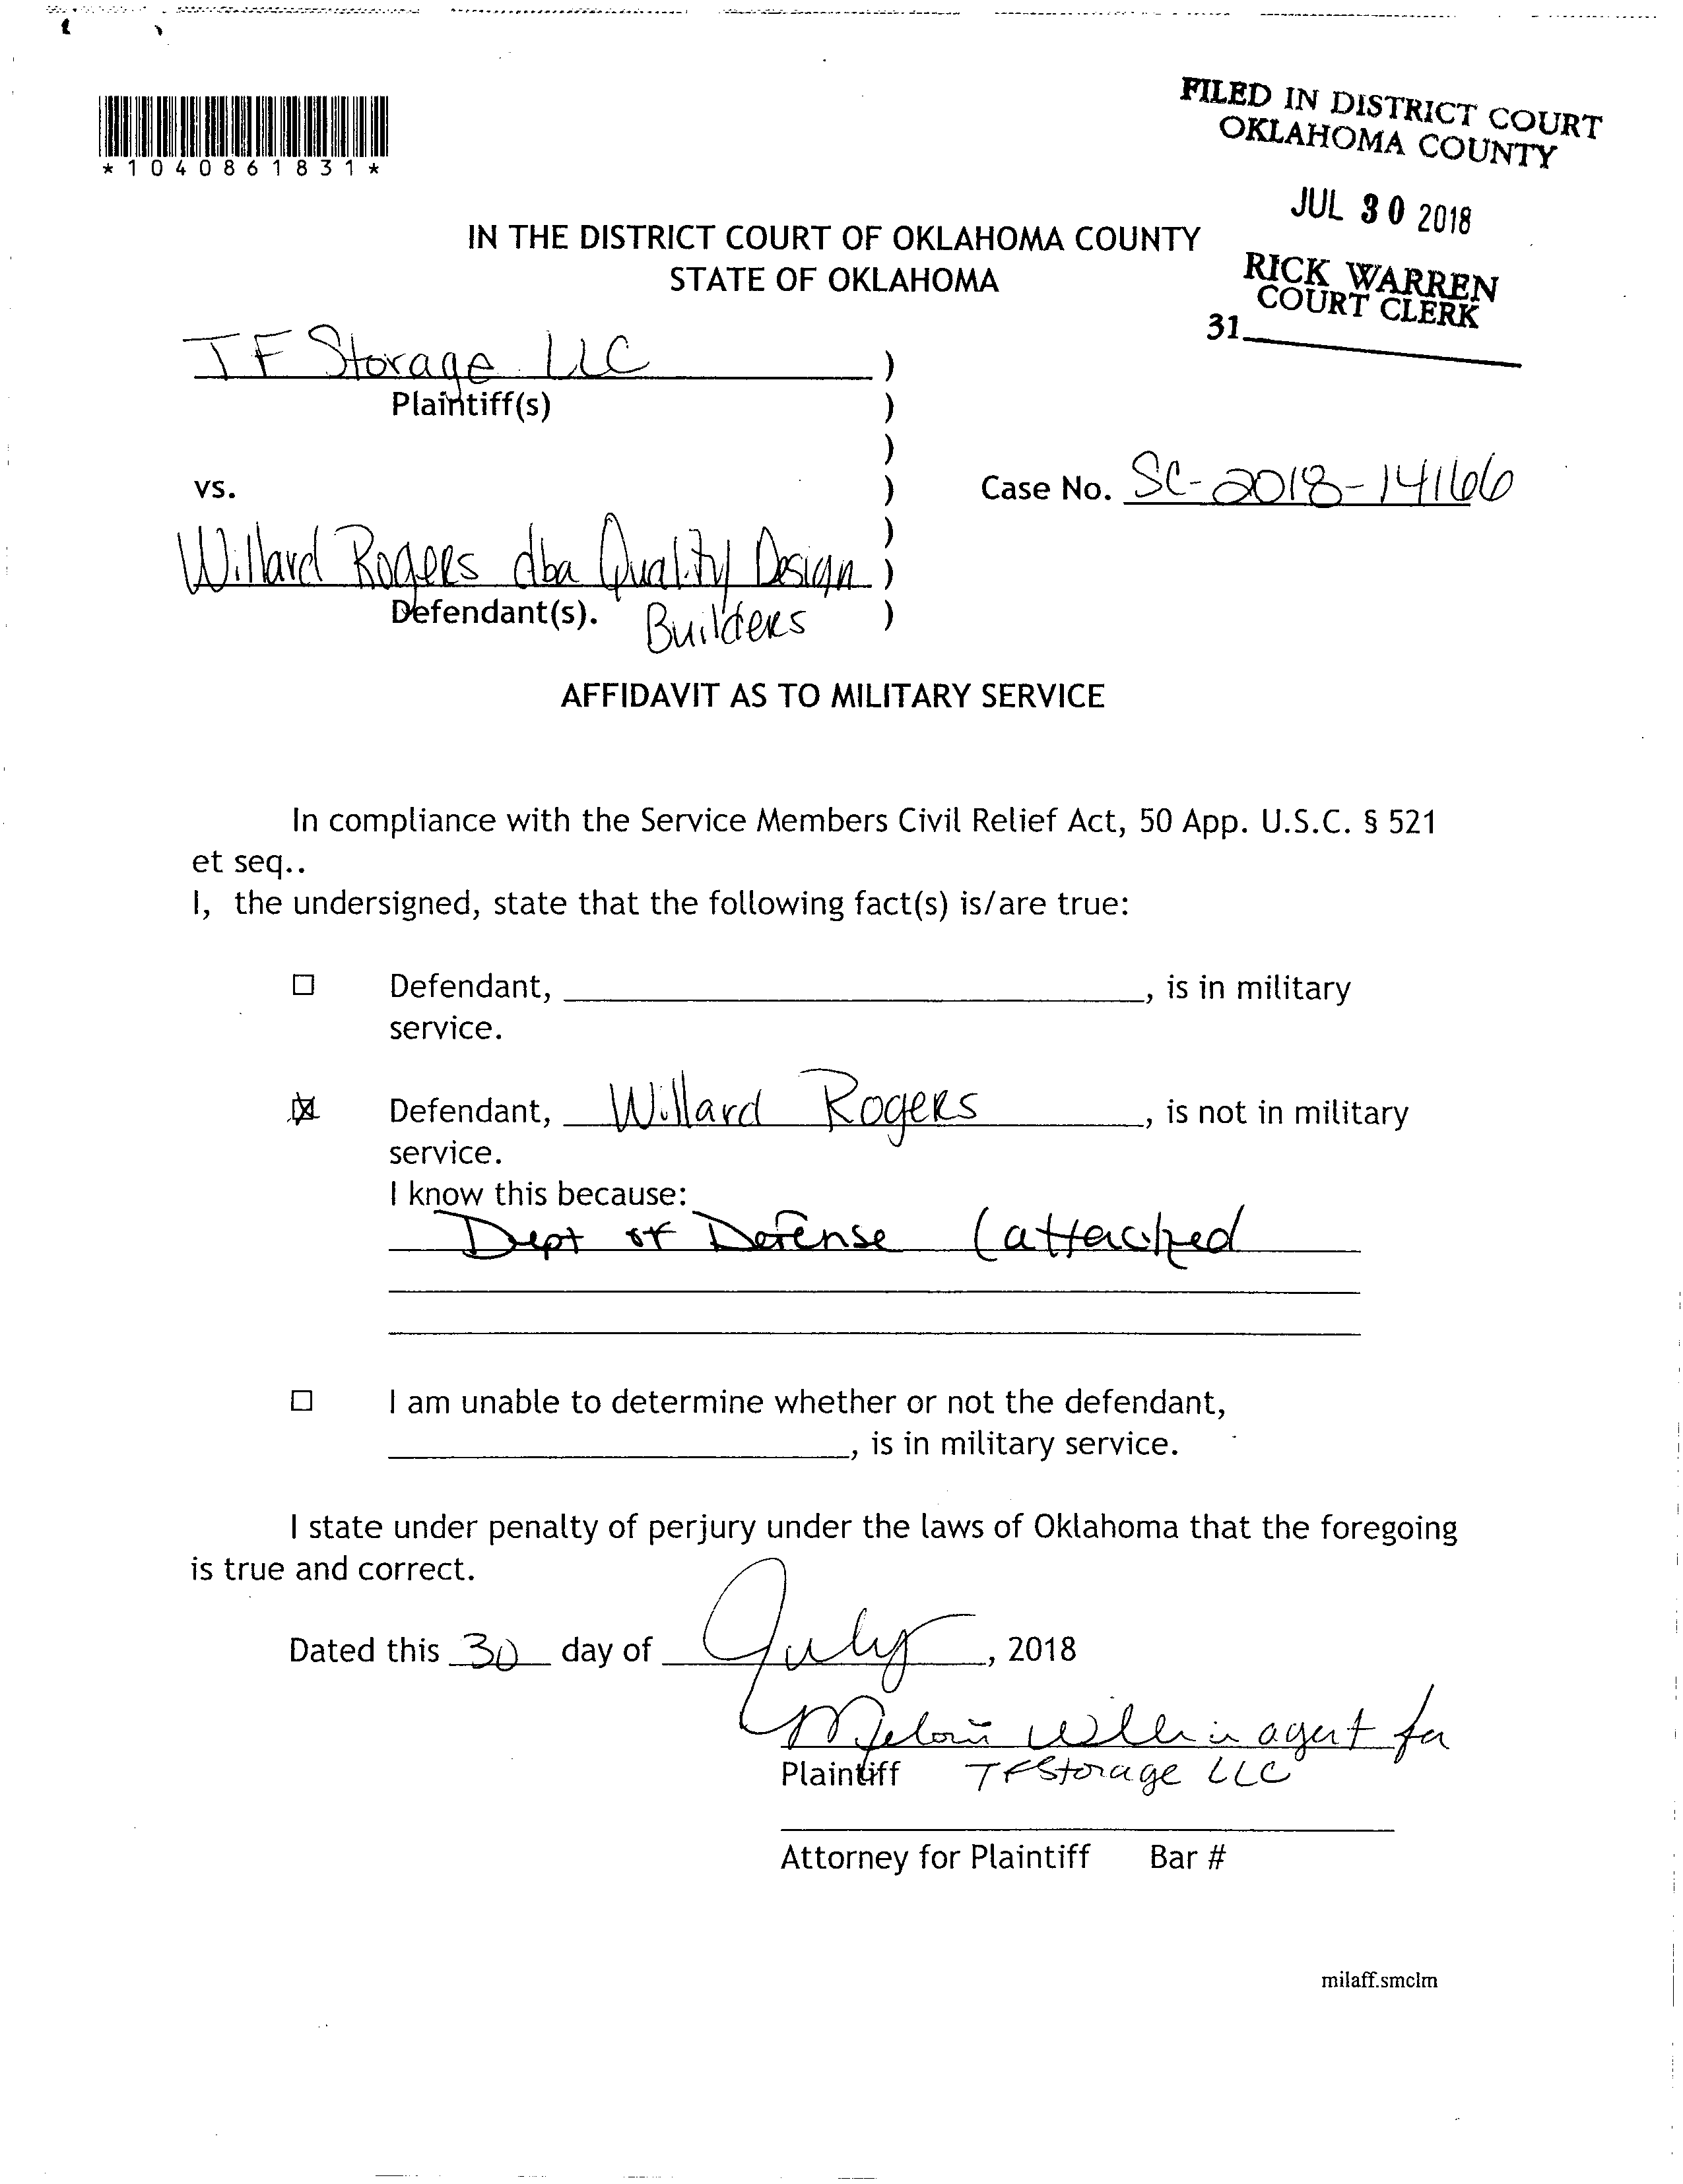 *1040861831*
FILED IN DISTRICT COURT
OKLAHOMA COUNTY
JUL 30 2018
RICK WARREN
COURT CLERK
31
IN THE DISTRICT COURT OF OKLAHOMA COUNTY
STATE OF OKLAHOMA
TF Storage LLC )
Plaintiff(s) )
)
vs. )
Case No. SC-2018-14166
)
Willard Rogers dba Quality Design )
Defendant(s). Builders )
AFFIDAVIT AS TO MILITARY SERVICE
In compliance with the Service Members Civil Relief Act, 50 App. U.S.C. § 521
et seq..
I, the undersigned, state that the following fact(s) is/are true:
☐ Defendant, , is in military
service.
☒ Defendant, Willard Rogers, is not in military
service.
I know this because:
Dept of Defense (attached
☐ I am unable to determine whether or not the defendant,
, is in military service.
I state under penalty of perjury under the laws of Oklahoma that the foregoing
is true and correct.
Dated this 30 day of July, 2018
agent for
Plaintiff TFStorage LLC
Attorney for Plaintiff Bar #
milaff.smclm